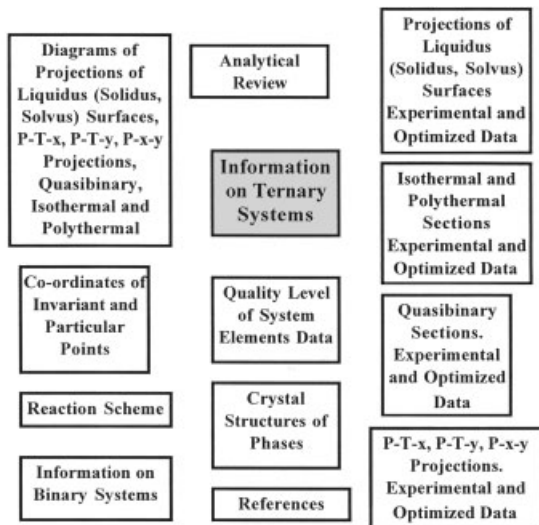 Diagrams of
Projections of
Liquidus (Solidus,
Solvus) Surfaces,
P-T-x, P-T-y, P-x-y
Projections,
Quasibinary,
Isothermal and
Polythermal
Co-ordinates of
Invariant and
Particular
Points
Reaction Scheme
Information on
Binary Systems
Analytical
Review
Information
on Ternary
Systems
Quality Level
of System
Elements Data
Crystal
Structures of
Phases
References
Projections of
Liquidus
(Solidus, Solvus)
Surfaces
Experimental and
Optimized Data
Isothermal and
Polythermal
Sections
Experimental and
Optimized Data
Quasibinary
Sections.
Experimental
and Optimized
Data
P-T-x, P-T-y, P-x-y
Projections.
Experimental and
Optimized Data